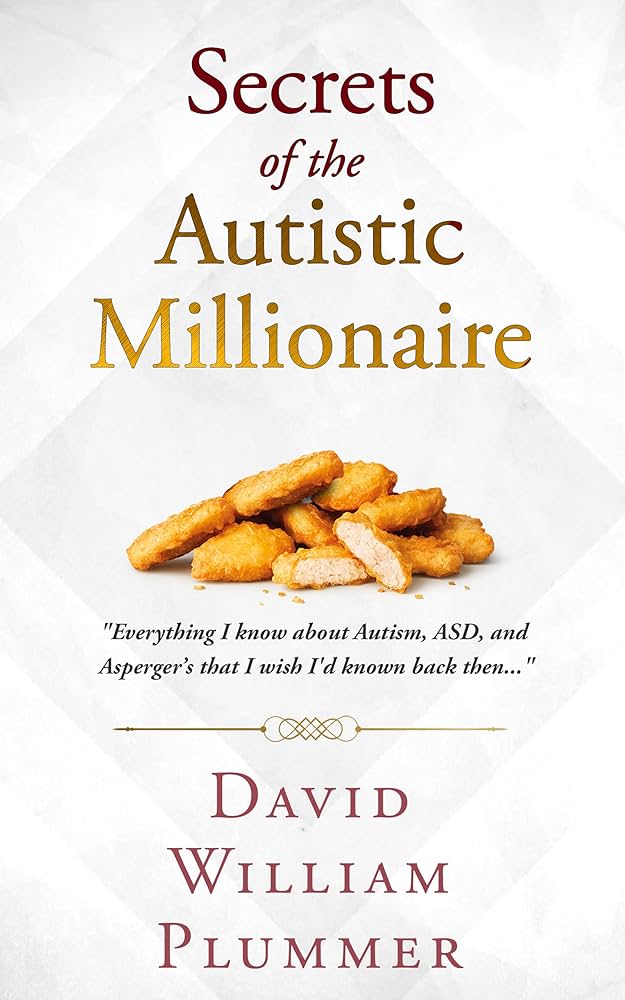 Secrets
of the
Autistic
Millionaire
"Everything I know about Autism, ASD, and
Asperger’s that I wish I'd known back then..."
David
William
Plummer